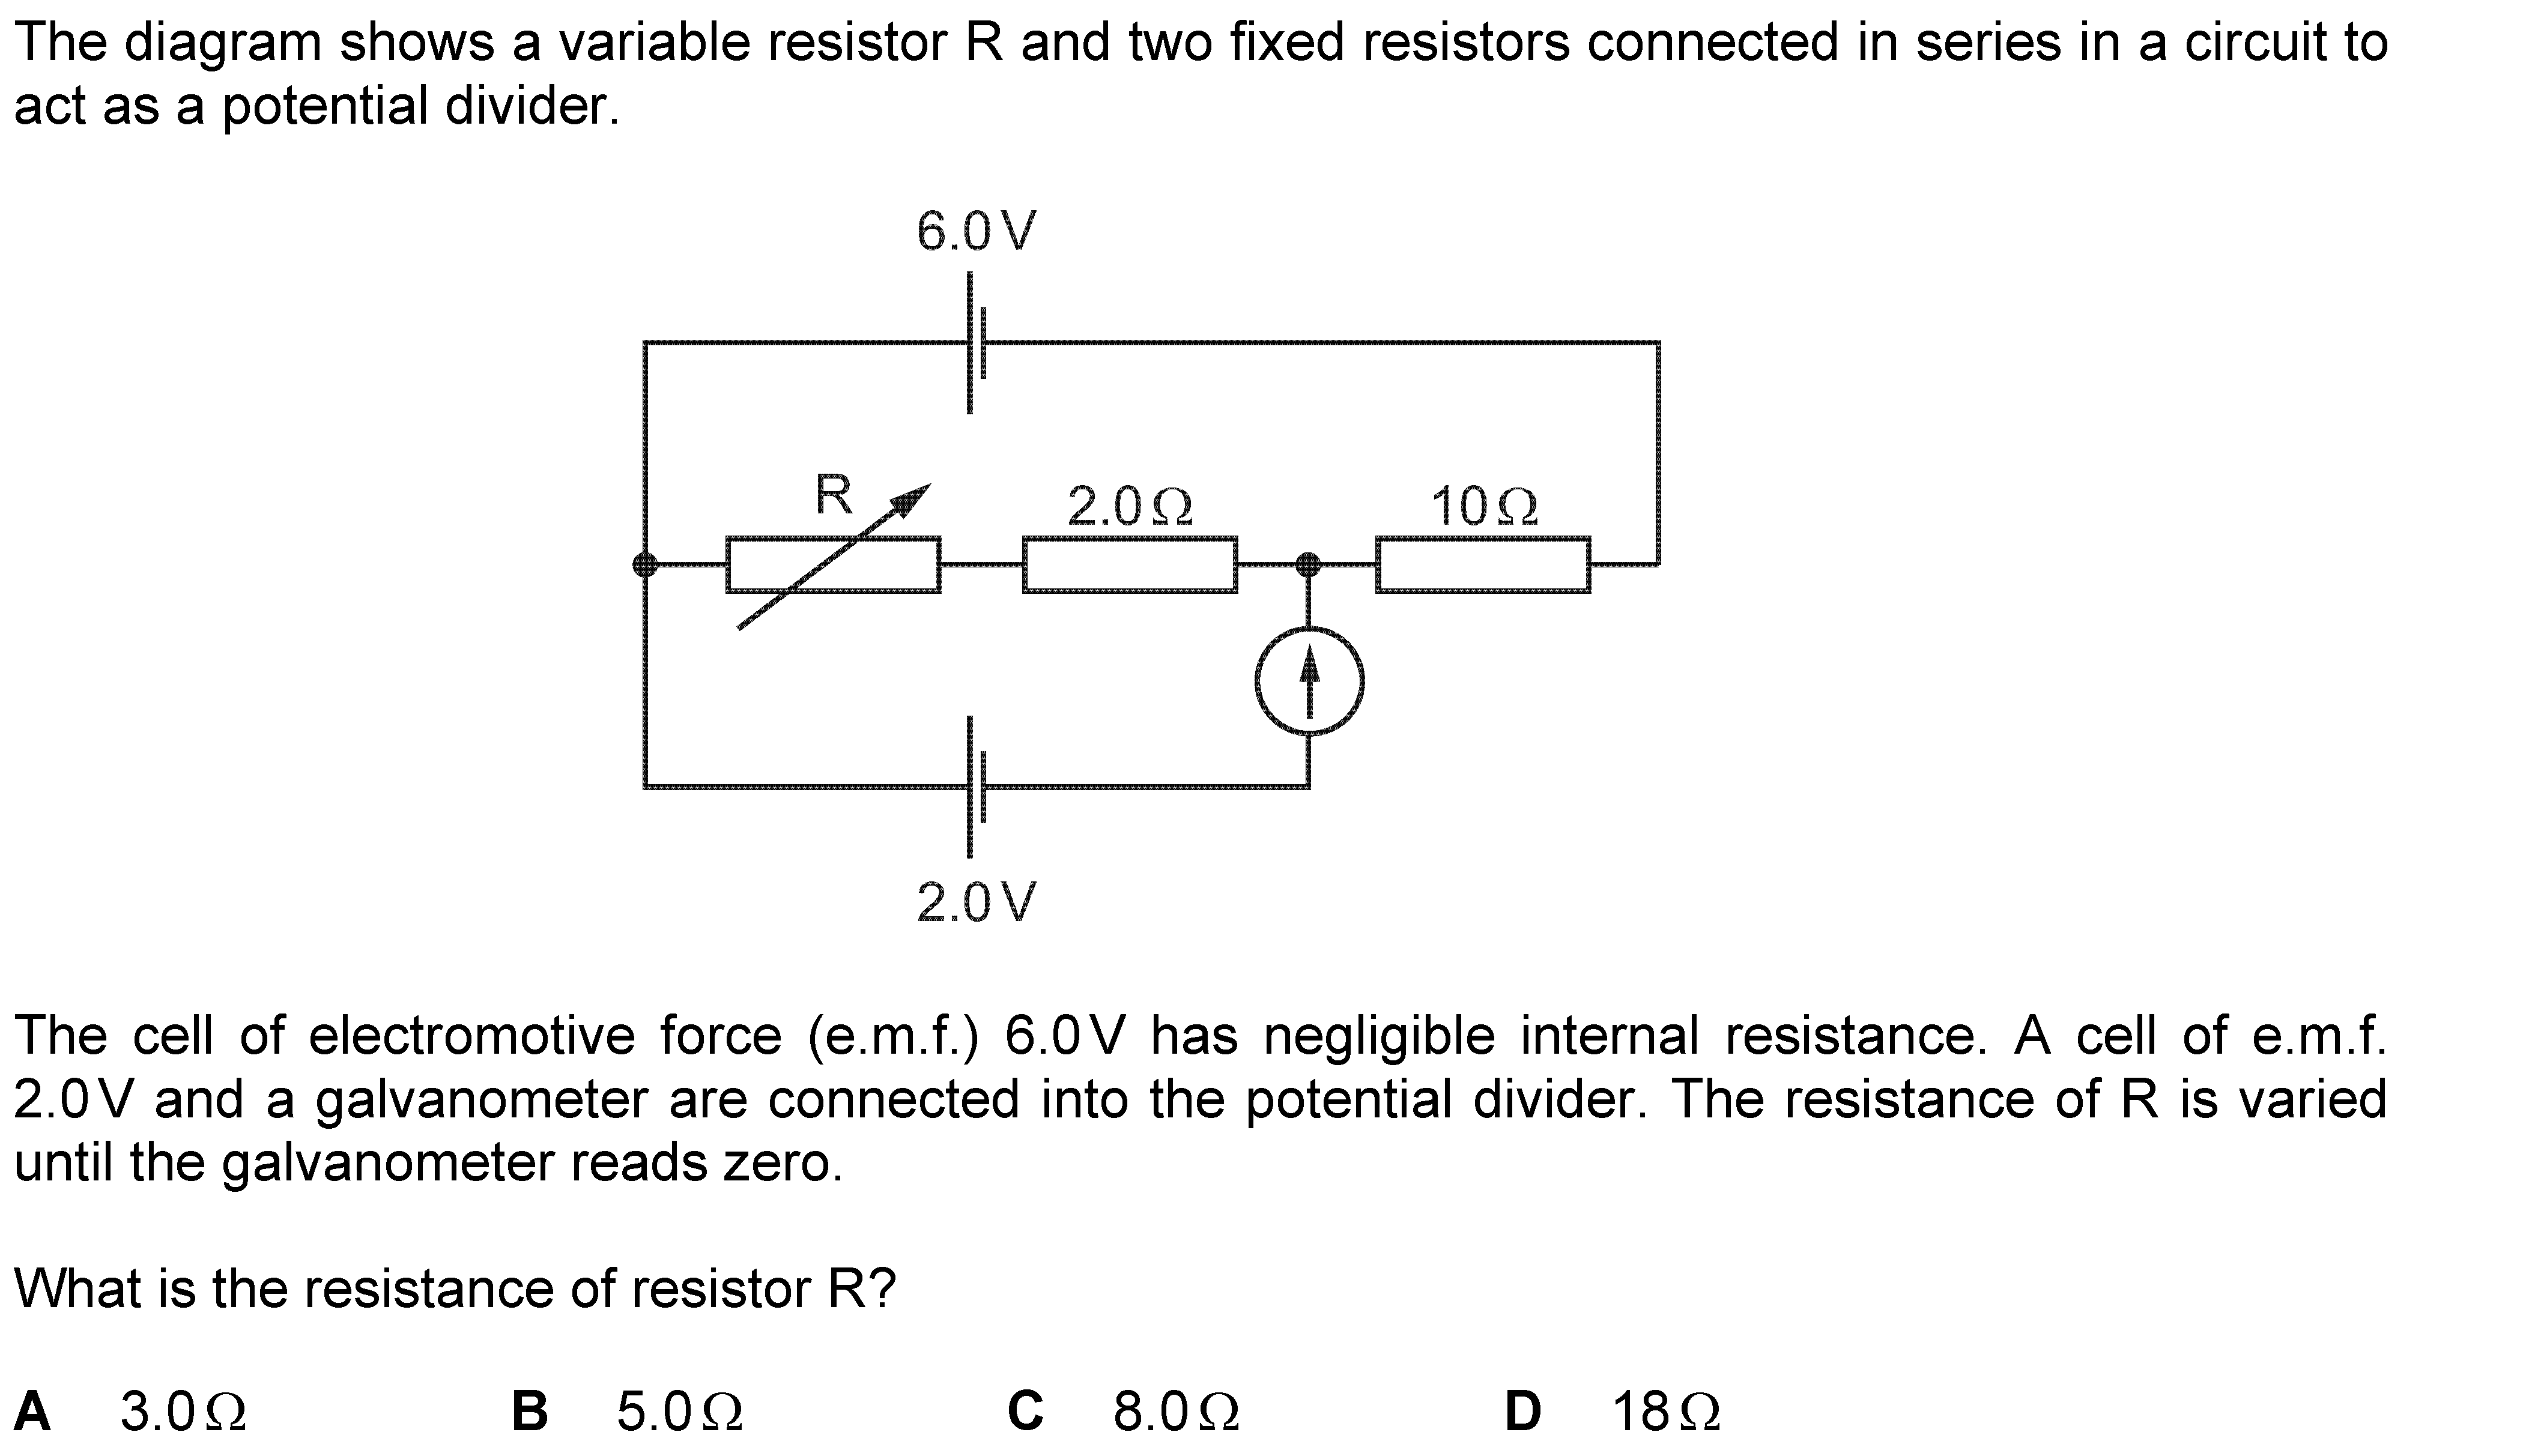 The diagram shows a variable resistor R and two fixed resistors connected in series in a circuit to
act as a potential divider.
6.0 V
R
2.0 Ω
10 Ω
2.0 V
The cell of electromotive force (e.m.f.) 6.0 V has negligible internal resistance. A cell of e.m.f.
2.0 V and a galvanometer are connected into the potential divider. The resistance of R is varied
until the galvanometer reads zero.
What is the resistance of resistor R?
A 3.0 Ω B 5.0 Ω C 8.0 Ω D 18 Ω